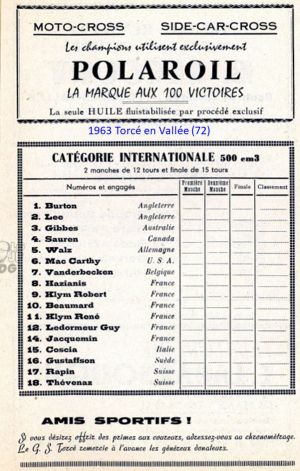 MOTO-CROSS SIDE-CAR-CROSS
Les champions utilisent exclusivement
POLAROIL
LA MARQUE AUX 100 VICTOIRES
La seule HUILE fluistabilisée par procédé exclusif
1963 Torcé en Vallée (72)
CATÉGORIE INTERNATIONALE 500 cm3
2 manches de 12 tours et finale de 15 tours
Numéros et engagés Première Manche Deuxième Manche Finale Classement
1. Burton Angleterre
2. Lee Angleterre
3. Gibbes Australie
4. Sauren Canada
5. Walz Allemagne
6. Mac Carthy U. S. A.
7. Vanderbecken Belgique
8. Hazianis France
9. Klym Robert France
10. Beaumard France
11. Klym René France
12. Ledormeur Guy France
14. Jacquemin France
15. Coscia Italie
16. Gustaffson Suède
17. Rapin Suisse
18. Thévenaz Suisse
AMIS SPORTIFS !
Si vous désirez offrir des primes aux coureurs, adressez-vous au chronométrage.
Le G. S. Torcé remercie à l'avance les généreux donateurs.